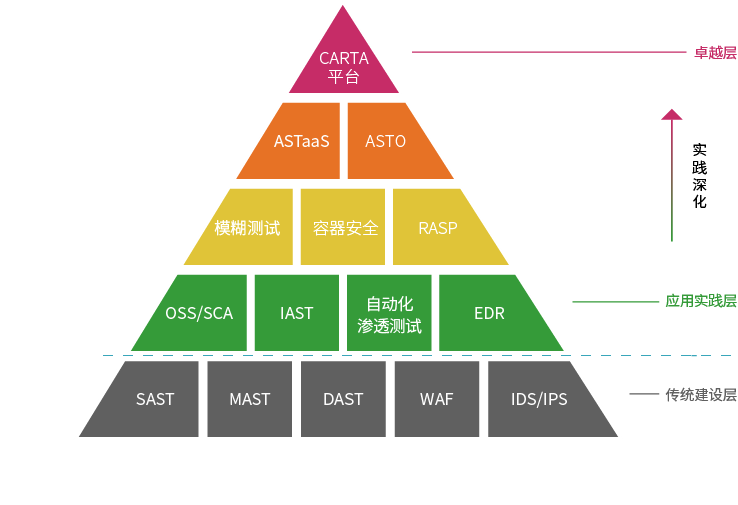 CARTA
平台
卓越层
ASTaaS
ASTO
实
践
深
化
模糊测试
容器安全
RASP
OSS/SCA
IAST
自动化
渗透测试
EDR
应用实践层
SAST
MAST
DAST
WAF
IDS/IPS
传统建设层